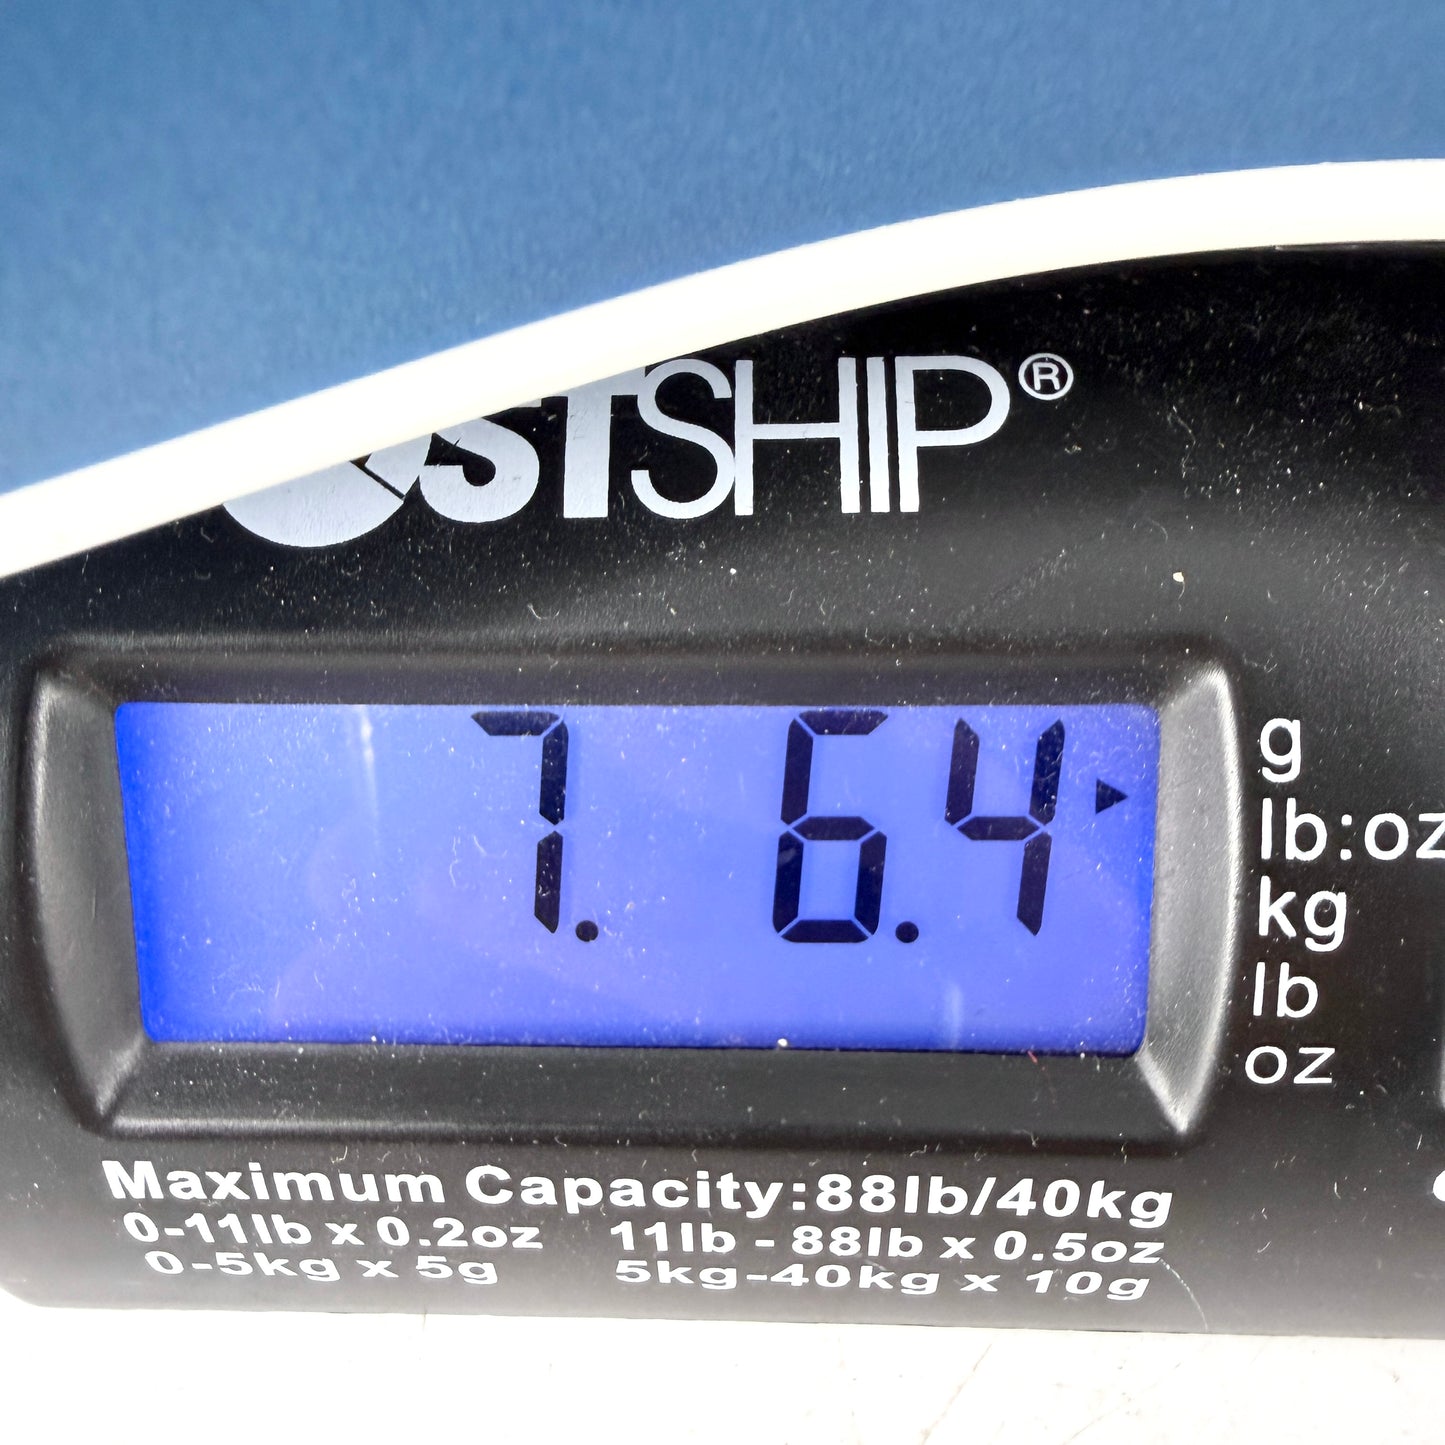 STSHIP®
7. 6.4
g
lb:oz
kg
lb
oz
Maximum Capacity:88lb/40kg
0-11lb x 0.2oz 11lb - 88lb x 0.5oz
0-5kg x 5g 5kg-40kg x 10g